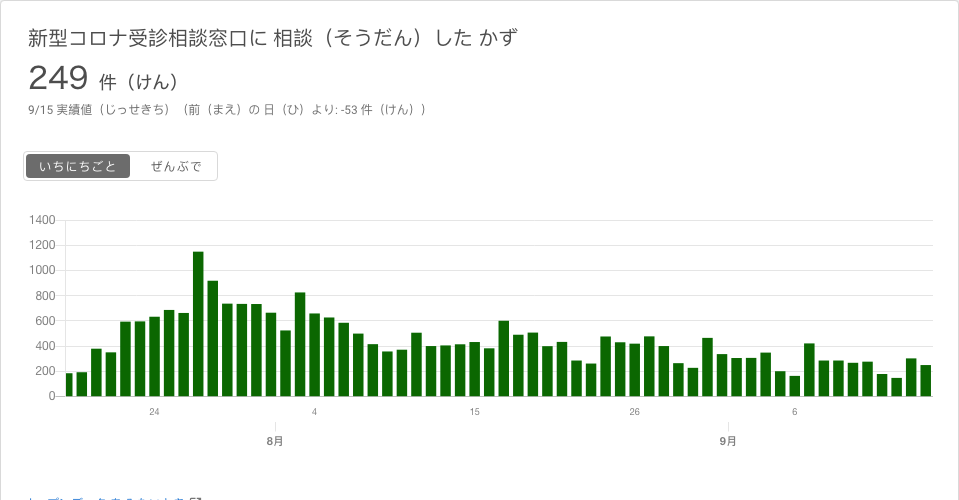 新型コロナ受診相談窓口に 相談（そうだん）した かず
249 件（けん）
9/15 実績値（じっせきち）（前（まえ）の 日（ひ）より: -53 件（けん））
いちにちごと ぜんぶで
1400
1200
1000
800
600
400
200
0
24 4 15 26 6
8月 9月